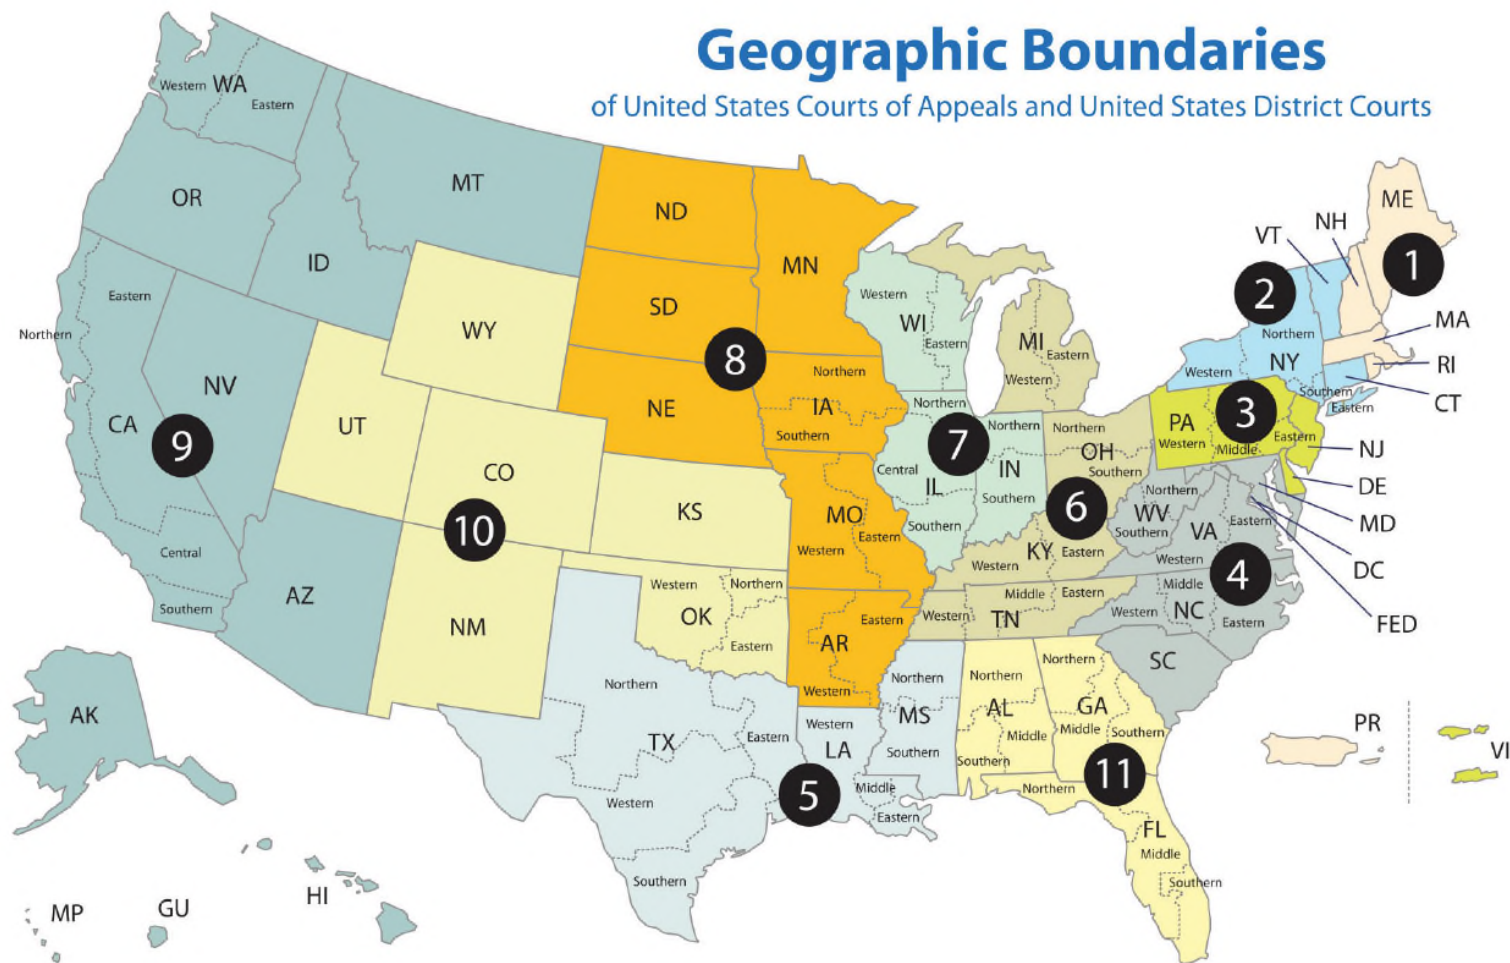 Geographic Boundaries
of United States Courts of Appeals and United States District Courts
Western
WA
Eastern
OR
MT
ID
ND
MN
SD
WY
NE
8
Northern
Eastern
NV
CA
9
Central
Southern
UT
CO
10
AZ
NM
KS
Northern
IA
Southern
MO
Western
Eastern
AR
Eastern
Western
Western
OK
Northern
Eastern
Northern
TX
Eastern
Western
Southern
5
Western
LA
Middle
Eastern
Northern
MS
Southern
Western
WI
Eastern
Northern
7
Central
IL
Southern
Northern
IN
Southern
MI
Eastern
Western
Northern
OH
Southern
6
KY
Western
Eastern
Western
Middle
TN
Eastern
ME
1
NH
VT
2
Northern
NY
Western
Southern
Eastern
MA
RI
CT
3
PA
Western
Middle
Eastern
NJ
DE
MD
DC
FED
Northern
WV
Southern
VA
Eastern
Western
4
Middle
Western
NC
Eastern
SC
Northern
AL
Middle
Southern
Northern
GA
Middle
Southern
11
Northern
FL
Middle
Southern
PR
VI
AK
HI
GU
MP